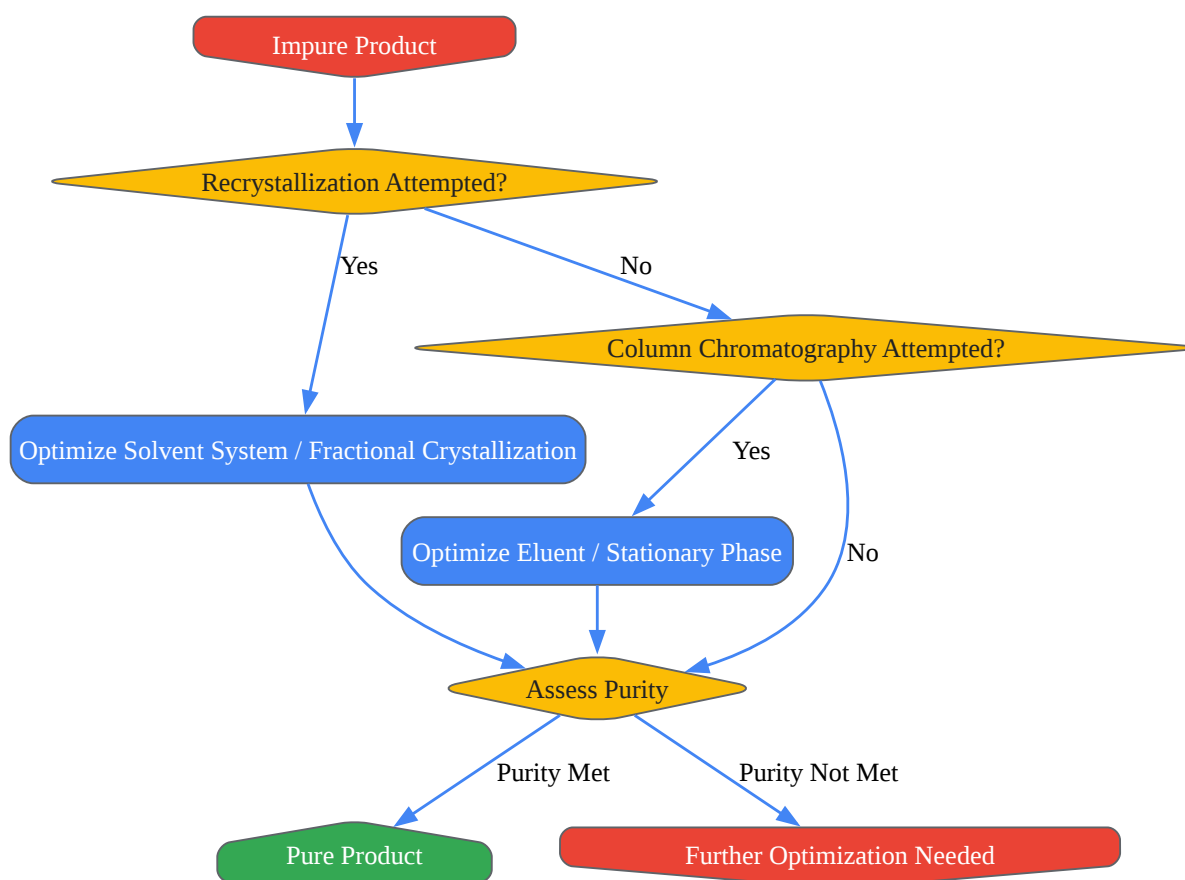 Impure Product
Recrystallization Attempted?
Yes
No
Column Chromatography Attempted?
Optimize Solvent System / Fractional Crystallization
Yes
Optimize Eluent / Stationary Phase
No
Assess Purity
Purity Met
Purity Not Met
Pure Product
Further Optimization Needed